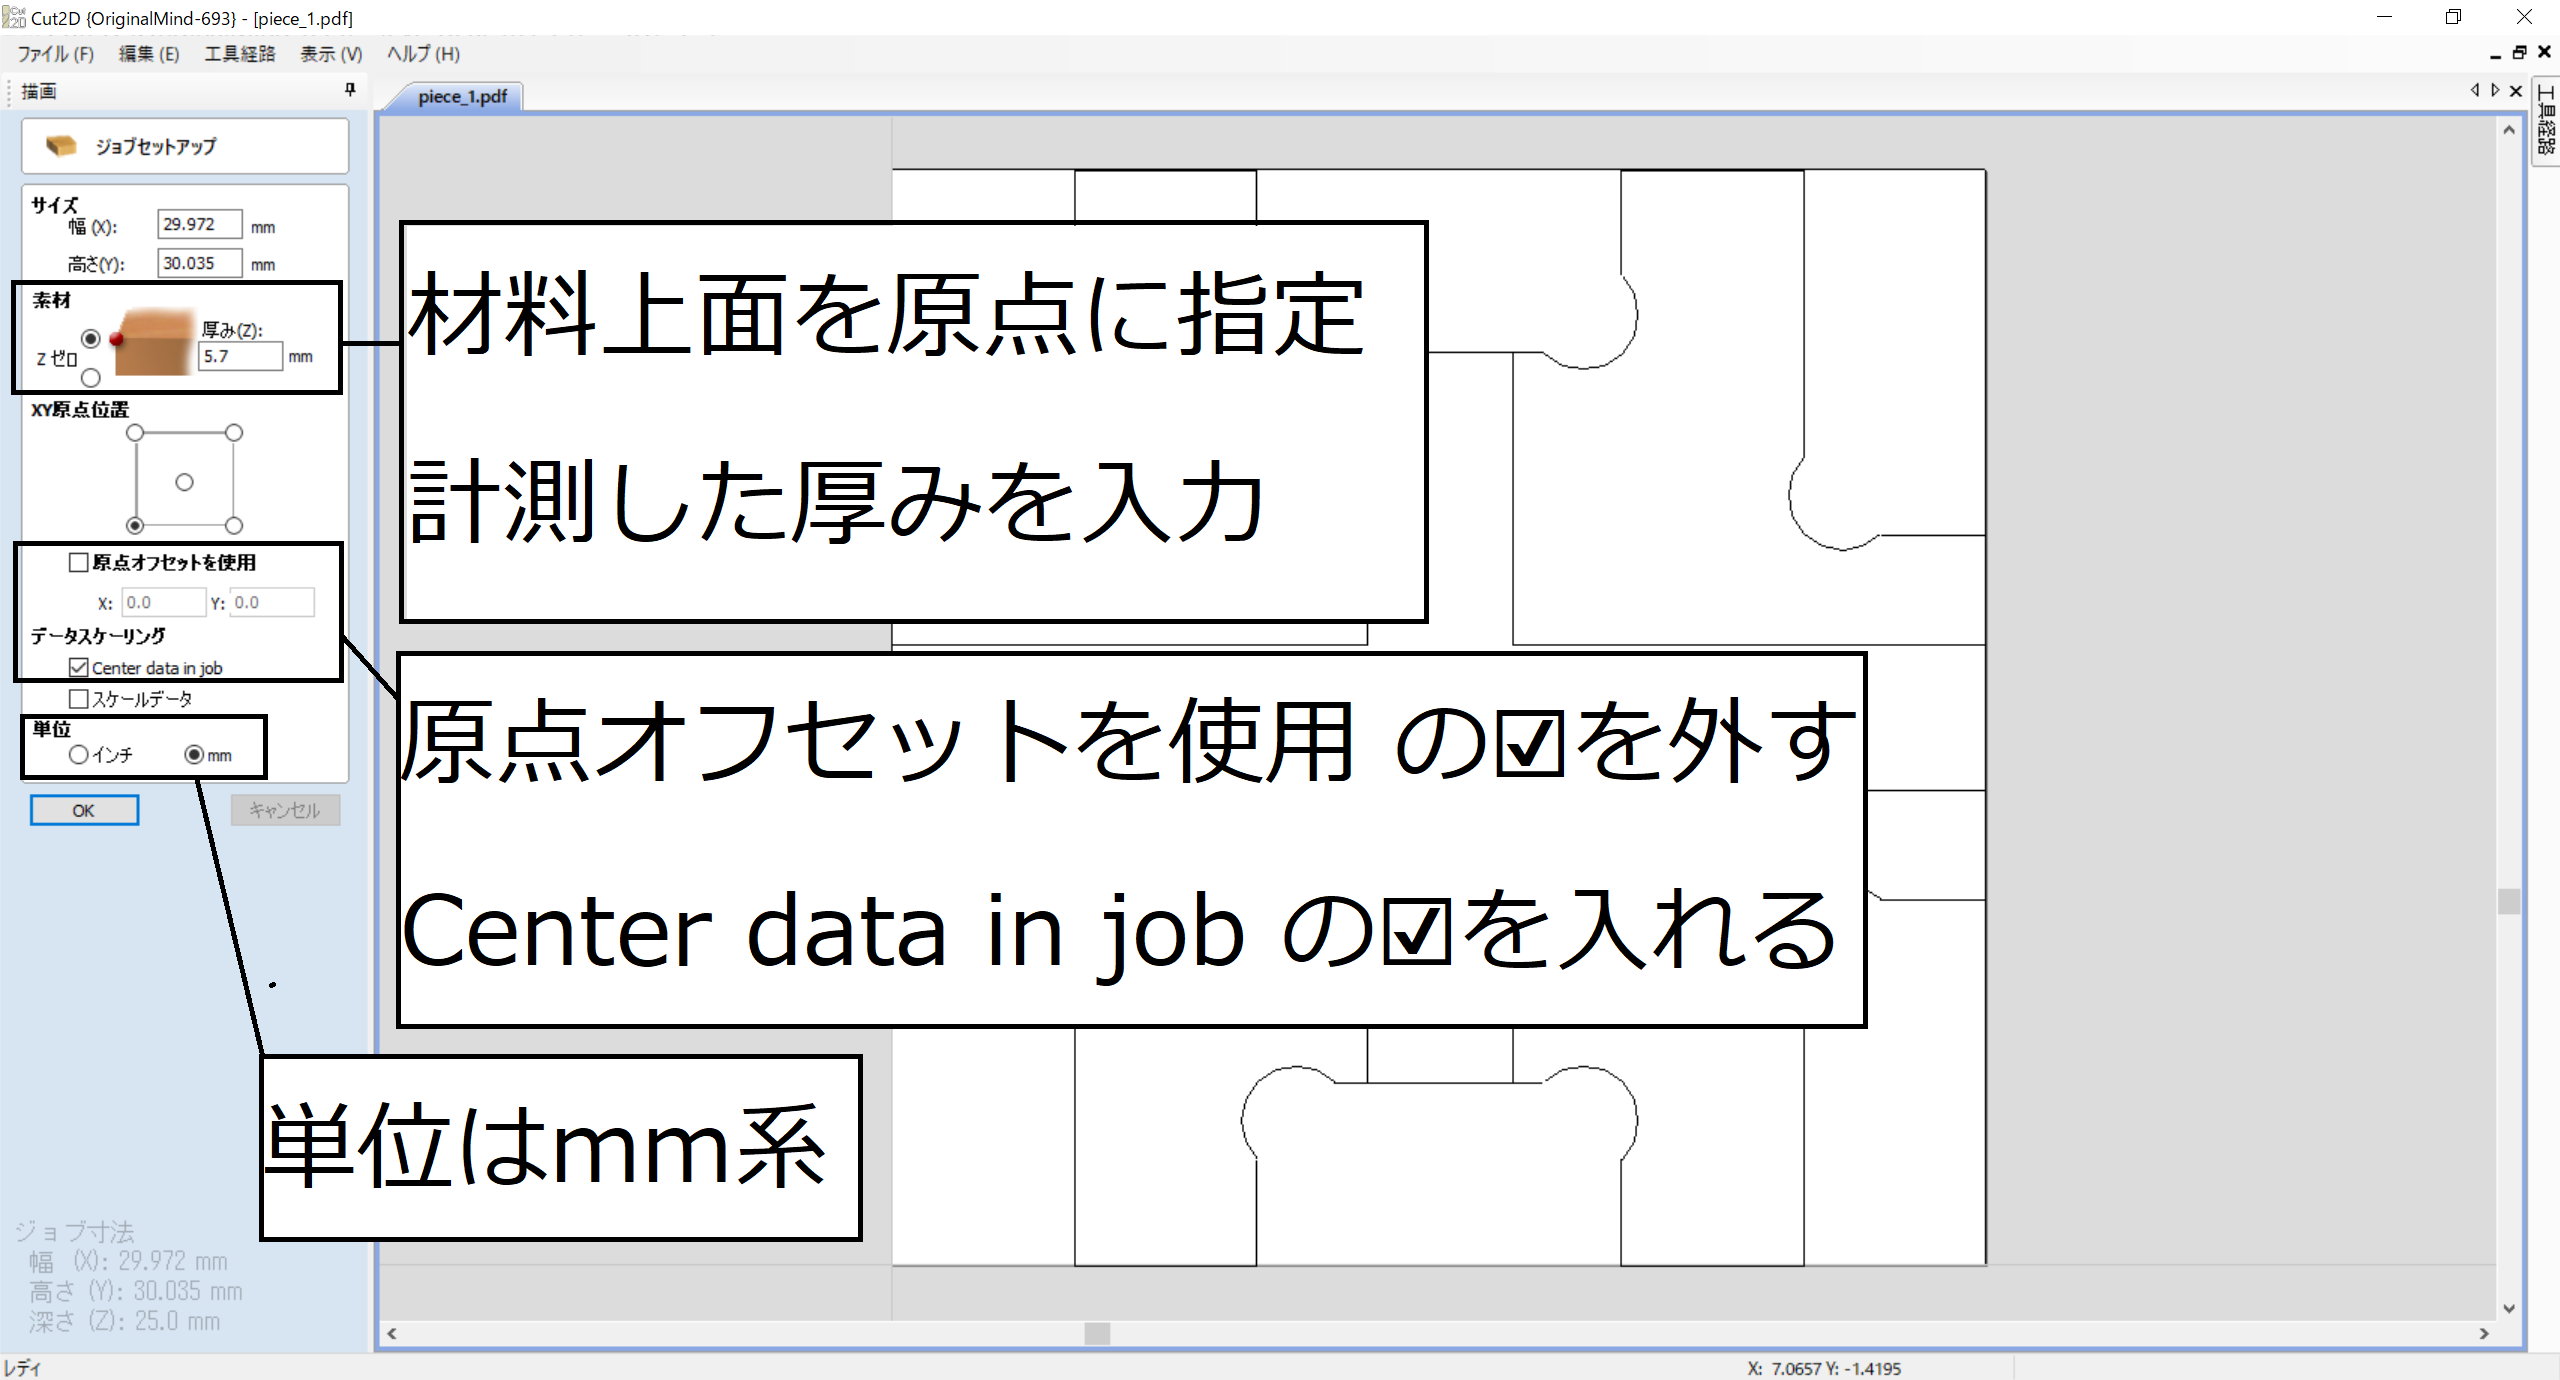 Cut2D {OriginalMind-693} - [piece_1.pdf]
ファイル (F) 編集 (E) 工具経路 表示 (V) ヘルプ (H)
描画
piece_1.pdf
工具経路
ジョブセットアップ
サイズ
幅 (X): 29.972 mm
高さ(Y): 30.035 mm
素材
厚み(Z):
Z ゼロ 5.7 mm
XY原点位置
原点オフセットを使用
X: 0.0 Y: 0.0
データスケーリング
Center data in job
スケールデータ
単位
インチ mm
OK キャンセル
材料上面を原点に指定
計測した厚みを入力
原点オフセットを使用 の☑を外す
Center data in job の☑を入れる
単位はmm系
ジョブ寸法
幅 (X): 29.972 mm
高さ (Y): 30.035 mm
深さ (Z): 25.0 mm
レディ
X: 7.0657 Y: -1.4195